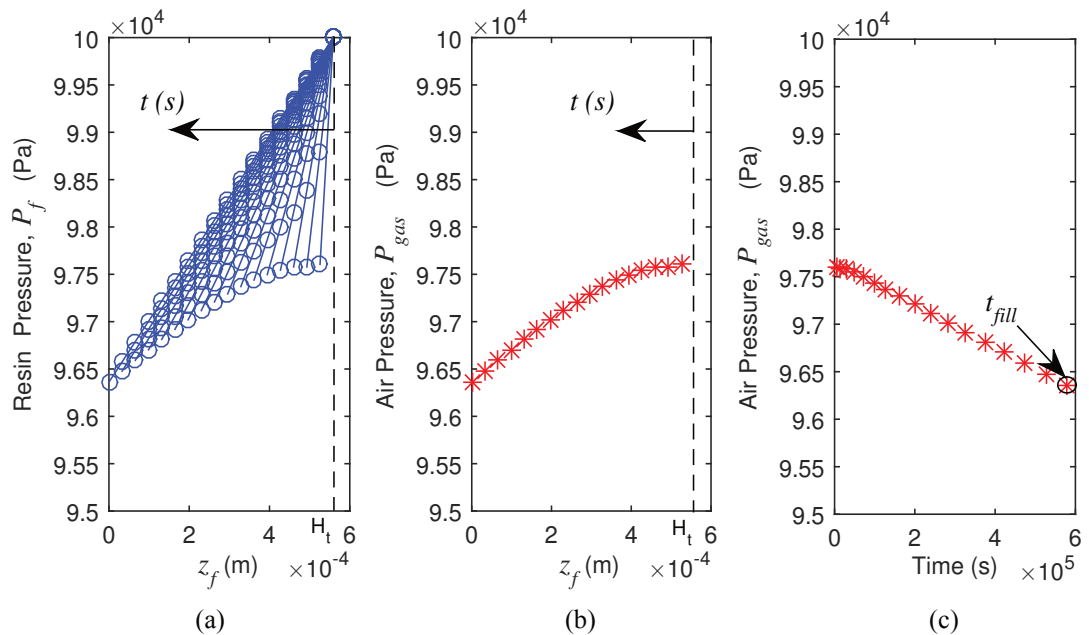 ×10⁴
10
9.95
9.9
9.85
9.8
9.75
9.7
9.65
9.6
9.55
9.5
Resin Pressure, P_f (Pa)
t (s)
0 2 4 6
H_t
z_f (m) ×10⁻⁴
(a)
×10⁴
10
9.95
9.9
9.85
9.8
9.75
9.7
9.65
9.6
9.55
9.5
Air Pressure, P_gas (Pa)
t (s)
0 2 4 6
H_t
z_f (m) ×10⁻⁴
(b)
×10⁴
10
9.95
9.9
9.85
9.8
9.75
9.7
9.65
9.6
9.55
9.5
Air Pressure, P_gas (Pa)
t_fill
0 2 4 6
Time (s) ×10⁵
(c)